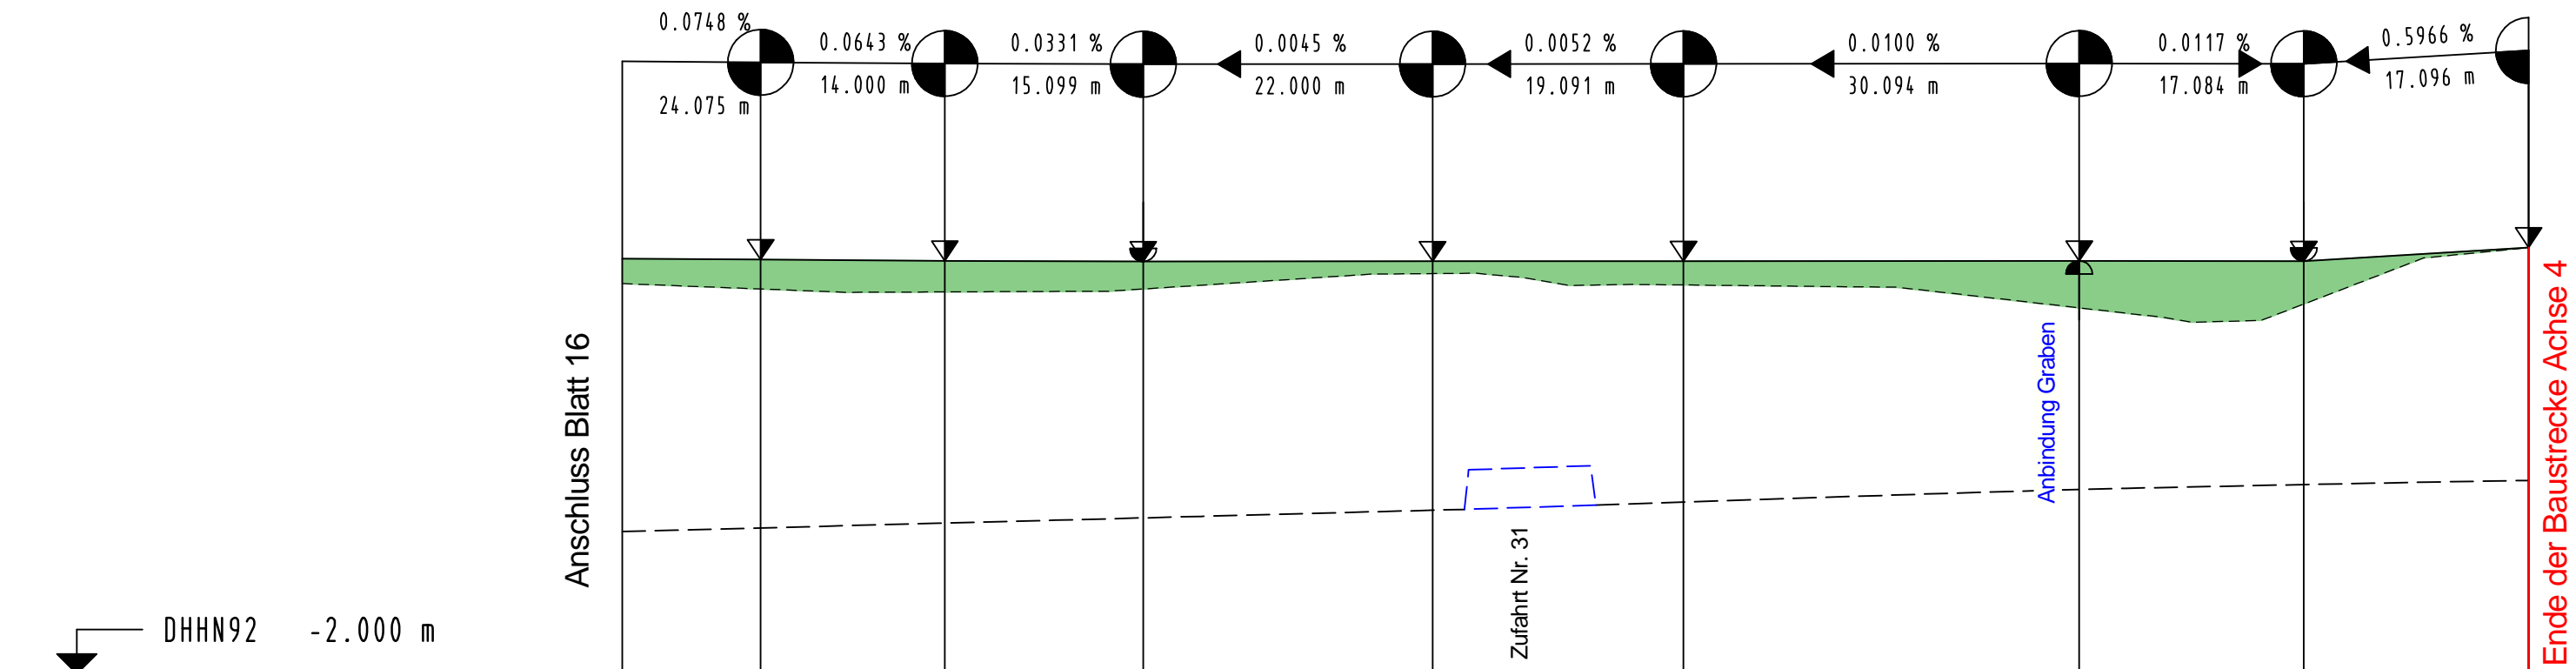 0.0748 %
24.075 m
0.0643 %
14.000 m
0.0331 %
15.099 m
0.0045 %
22.000 m
0.0052 %
19.091 m
0.0100 %
30.094 m
0.0117 %
17.084 m
0.5966 %
17.096 m
Anschluss Blatt 16
Zufahrt Nr. 31
Anbindung Graben
Ende der Baustrecke Achse 4
DHHN92 -2.000 m